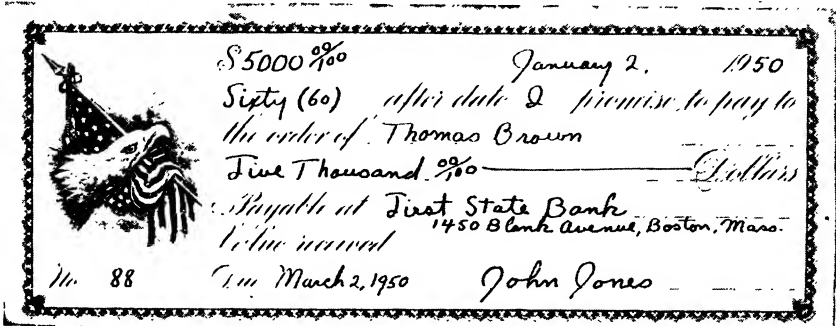 $5000 00/100 January 2, 1950
Sixty (60) after date I promise to pay to
the order of Thomas Brown
Five Thousand 00/100 Dollars
Payable at First State Bank
1450 Blank Avenue, Boston, Mass.
Value received
No. 88 Due March 2, 1950 John Jones